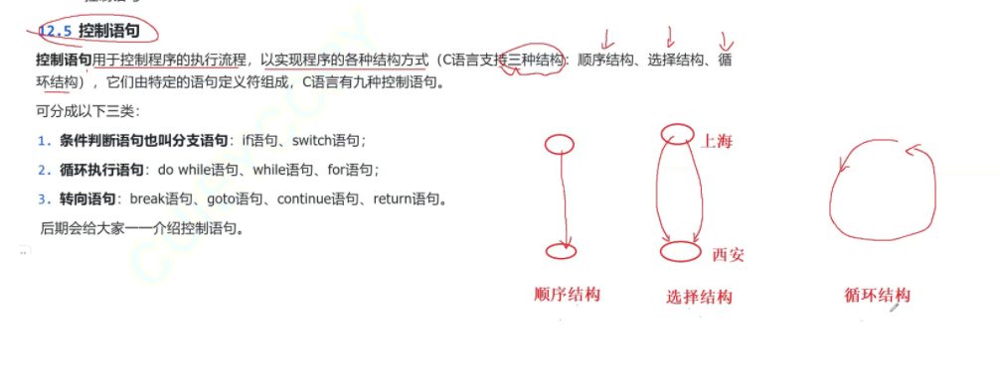 12.5 控制语句
控制语句用于控制程序的执行流程，以实现程序的各种结构方式（C语言支持三种结构：顺序结构、选择结构、循
环结构），它们由特定的语句定义符组成，C语言有九种控制语句。
可分成以下三类：
1. 条件判断语句也叫分支语句：if语句、switch语句；
2. 循环执行语句：do while语句、while语句、for语句；
3. 转向语句：break语句、goto语句、continue语句、return语句。
后期会给大家一一介绍控制语句。
上海
西安
顺序结构
选择结构
循环结构